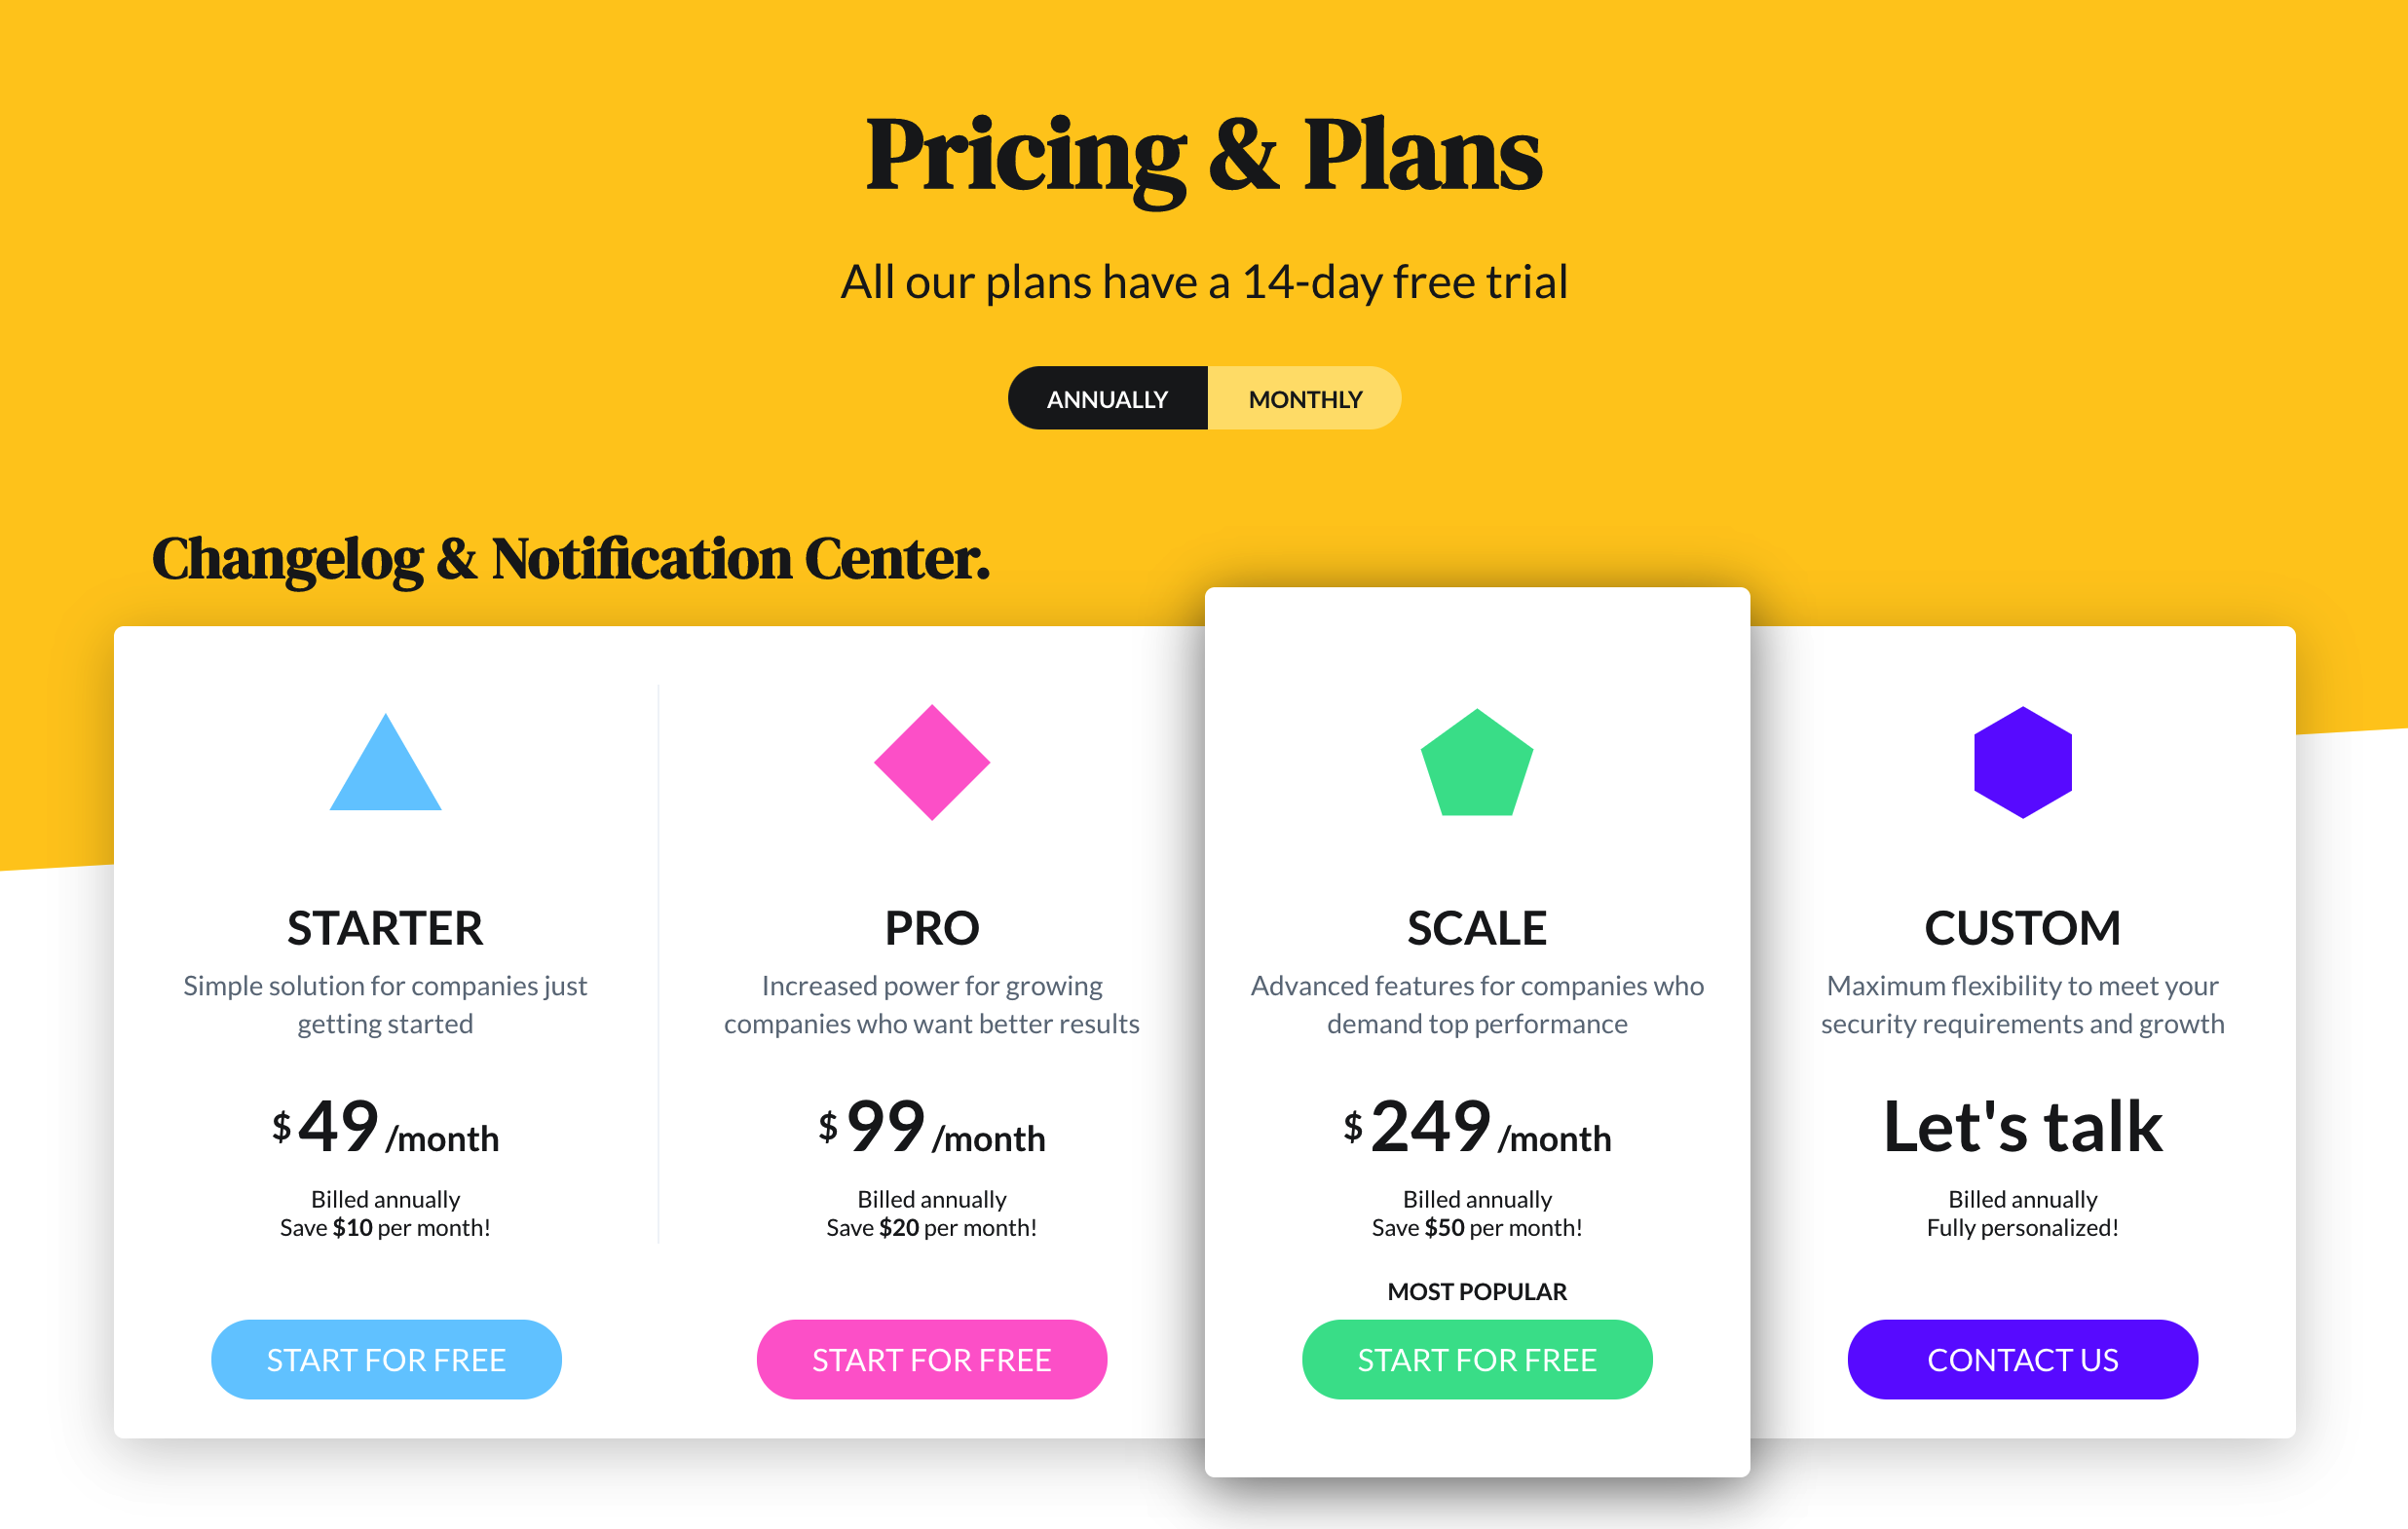 Pricing & Plans
All our plans have a 14-day free trial
ANNUALLY MONTHLY
Changelog & Notification Center.
STARTER
Simple solution for companies just
getting started
$49/month
Billed annually
Save $10 per month!
START FOR FREE
PRO
Increased power for growing
companies who want better results
$99/month
Billed annually
Save $20 per month!
START FOR FREE
SCALE
Advanced features for companies who
demand top performance
$249/month
Billed annually
Save $50 per month!
MOST POPULAR
START FOR FREE
CUSTOM
Maximum flexibility to meet your
security requirements and growth
Let's talk
Billed annually
Fully personalized!
CONTACT US